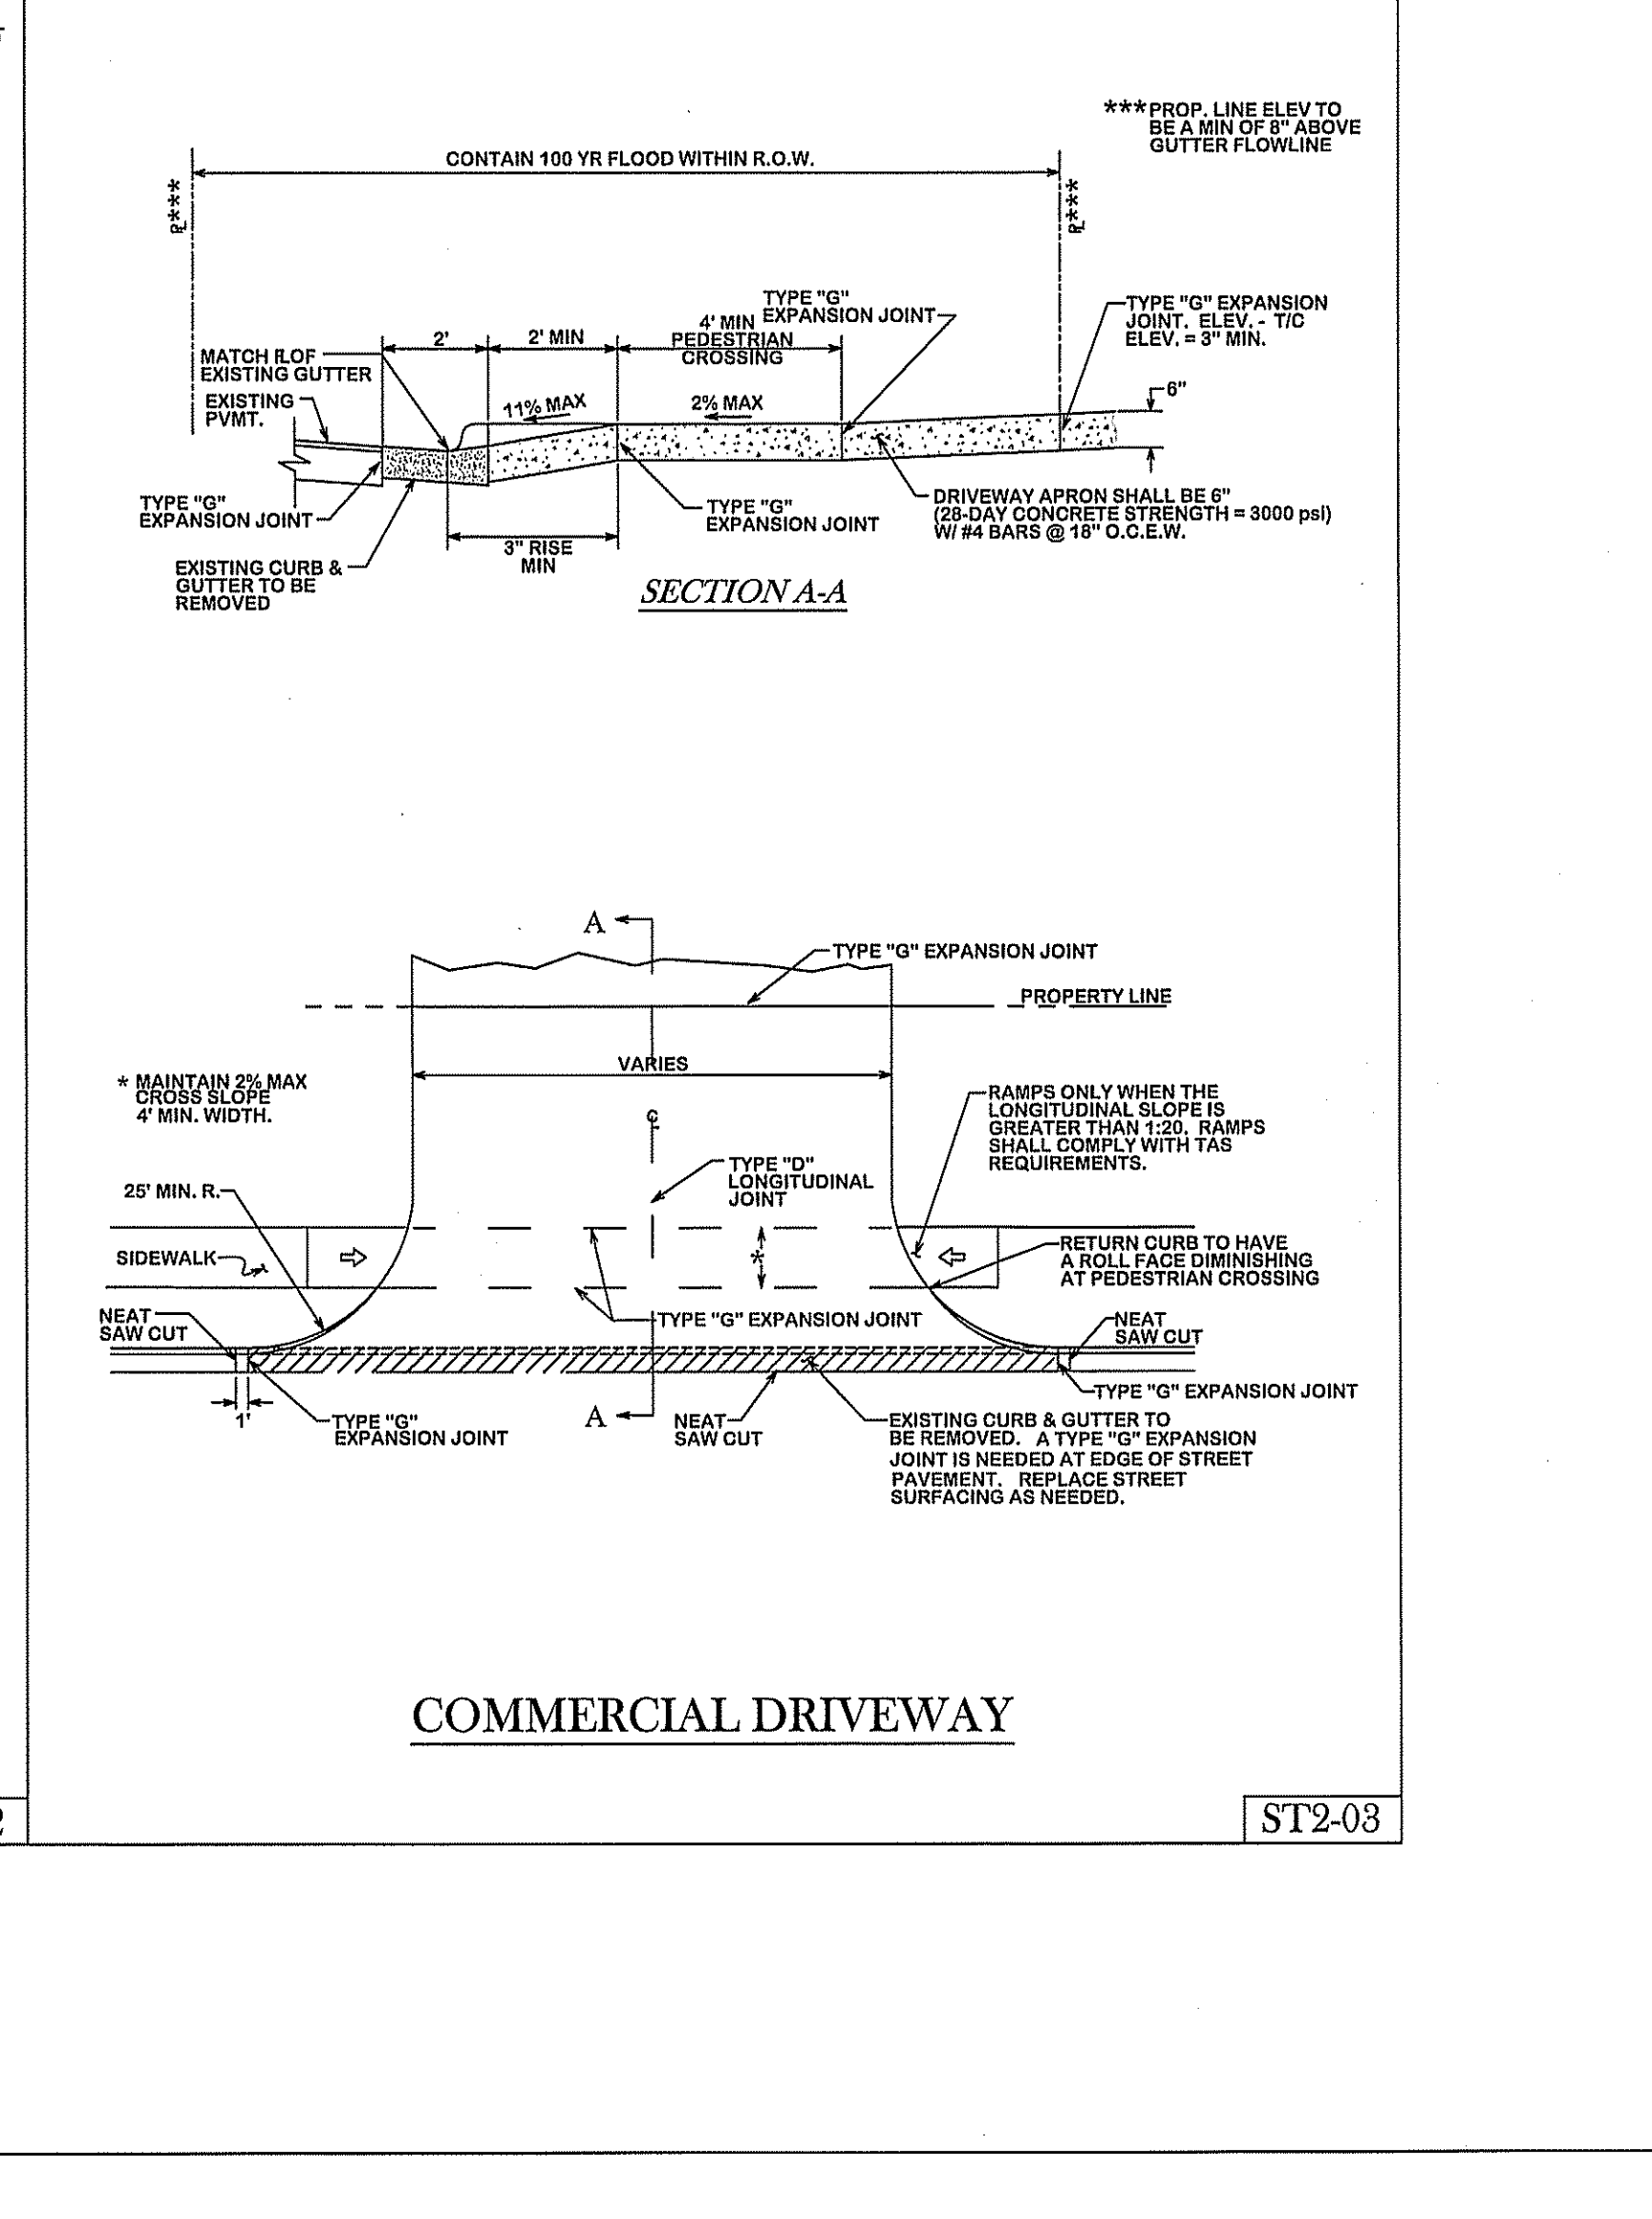 ***PROP. LINE ELEV TO
BE A MIN OF 8" ABOVE
GUTTER FLOWLINE
CONTAIN 100 YR FLOOD WITHIN R.O.W.
PL***
PL***
TYPE "G"
EXPANSION JOINT
TYPE "G" EXPANSION
JOINT. ELEV. - T/C
ELEV. = 3" MIN.
2'
2' MIN
4' MIN
PEDESTRIAN
CROSSING
MATCH OF
EXISTING GUTTER
EXISTING
PVMT.
11% MAX
2% MAX
6"
TYPE "G"
EXPANSION JOINT
TYPE "G"
EXPANSION JOINT
DRIVEWAY APRON SHALL BE 6"
(28-DAY CONCRETE STRENGTH = 3000 psi)
W/ #4 BARS @ 18" O.C.E.W.
3" RISE
MIN
EXISTING CURB &
GUTTER TO BE
REMOVED
SECTION A-A
A
TYPE "G" EXPANSION JOINT
PROPERTY LINE
VARIES
* MAINTAIN 2% MAX
CROSS SLOPE
4' MIN. WIDTH.
RAMPS ONLY WHEN THE
LONGITUDINAL SLOPE IS
GREATER THAN 1:20. RAMPS
SHALL COMPLY WITH TAS
REQUIREMENTS.
CL
TYPE "D"
LONGITUDINAL
JOINT
25' MIN. R.
SIDEWALK
*
RETURN CURB TO HAVE
A ROLL FACE DIMINISHING
AT PEDESTRIAN CROSSING
NEAT
SAW CUT
TYPE "G" EXPANSION JOINT
NEAT
SAW CUT
TYPE "G" EXPANSION JOINT
1'
TYPE "G"
EXPANSION JOINT
A
NEAT
SAW CUT
EXISTING CURB & GUTTER TO
BE REMOVED. A TYPE "G" EXPANSION
JOINT IS NEEDED AT EDGE OF STREET
PAVEMENT. REPLACE STREET
SURFACING AS NEEDED.
COMMERCIAL DRIVEWAY
ST2-03